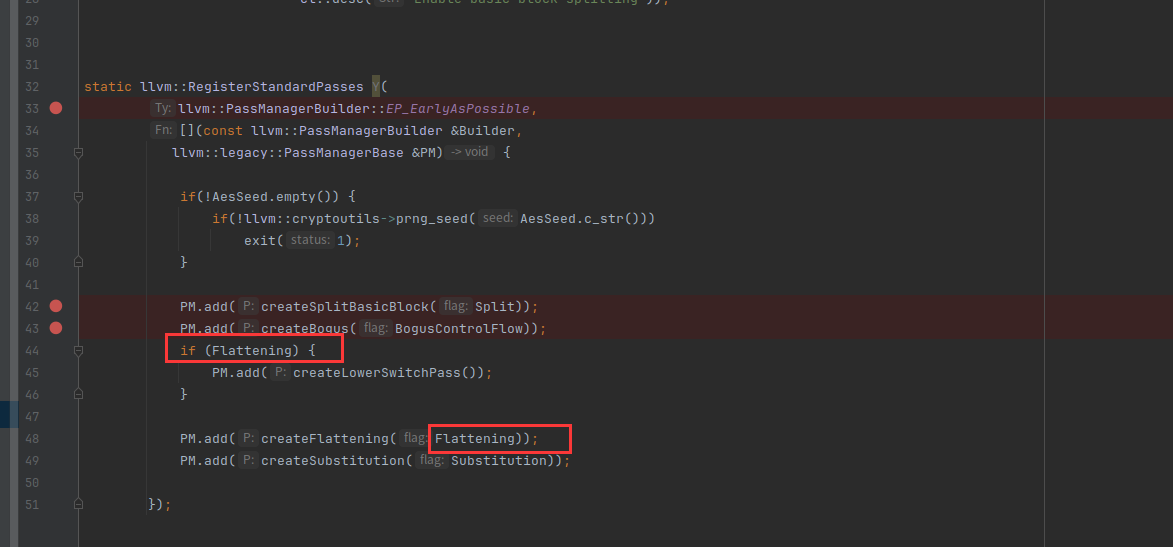 28 cl::desc("Enable basic block splitting"));
29
30
31
32 static llvm::RegisterStandardPasses Y(
33 Ty: llvm::PassManagerBuilder::EP_EarlyAsPossible,
34 Fn: [](const llvm::PassManagerBuilder &Builder,
35 llvm::legacy::PassManagerBase &PM) -> void {
36
37 if(!AesSeed.empty()) {
38 if(!llvm::cryptoutils->prng_seed( seed: AesSeed.c_str()))
39 exit( status: 1);
40 }
41
42 PM.add( P: createSplitBasicBlock( flag: Split));
43 PM.add( P: createBogus( flag: BogusControlFlow));
44 if (Flattening) {
45 PM.add( P: createLowerSwitchPass());
46 }
47
48 PM.add( P: createFlattening( flag: Flattening));
49 PM.add( P: createSubstitution( flag: Substitution));
50
51 });